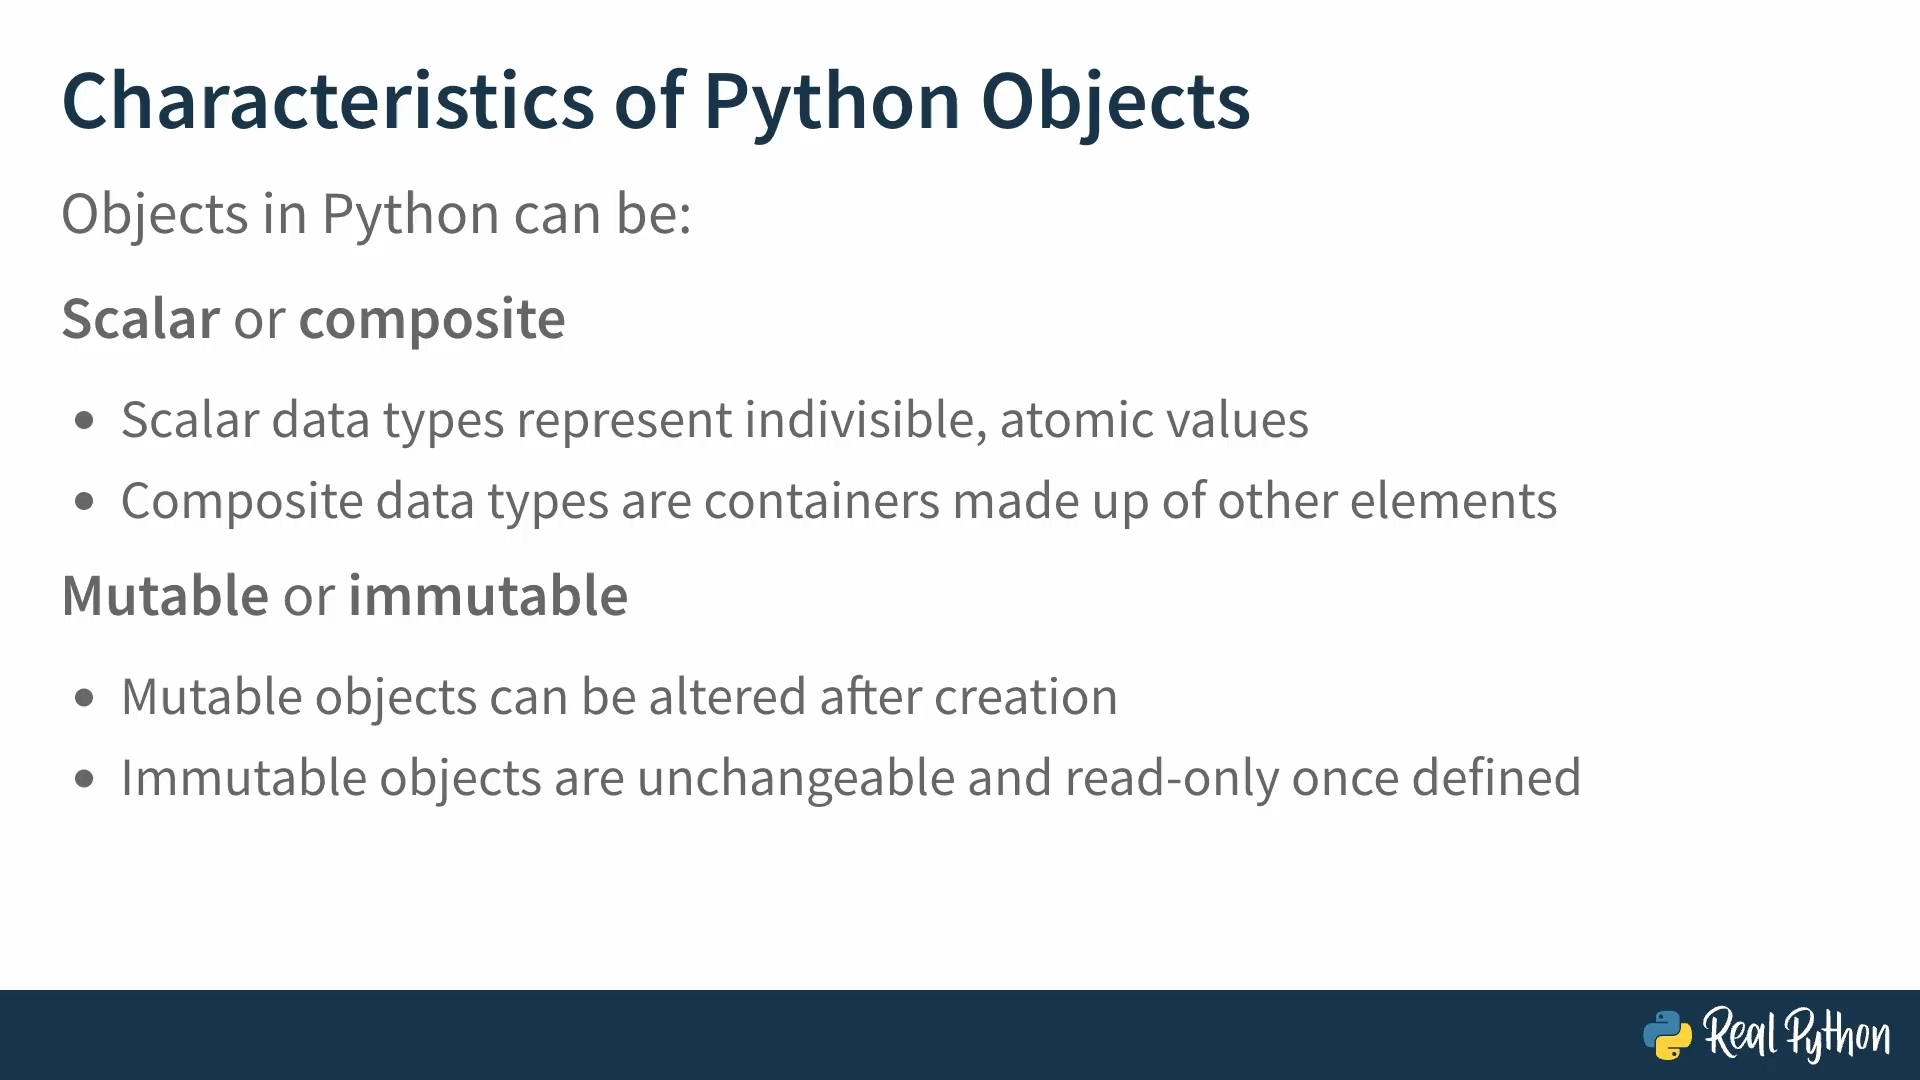 Characteristics of Python Objects
Objects in Python can be:
Scalar or composite
• Scalar data types represent indivisible, atomic values
• Composite data types are containers made up of other elements
Mutable or immutable
• Mutable objects can be altered after creation
• Immutable objects are unchangeable and read-only once defined
Real Python